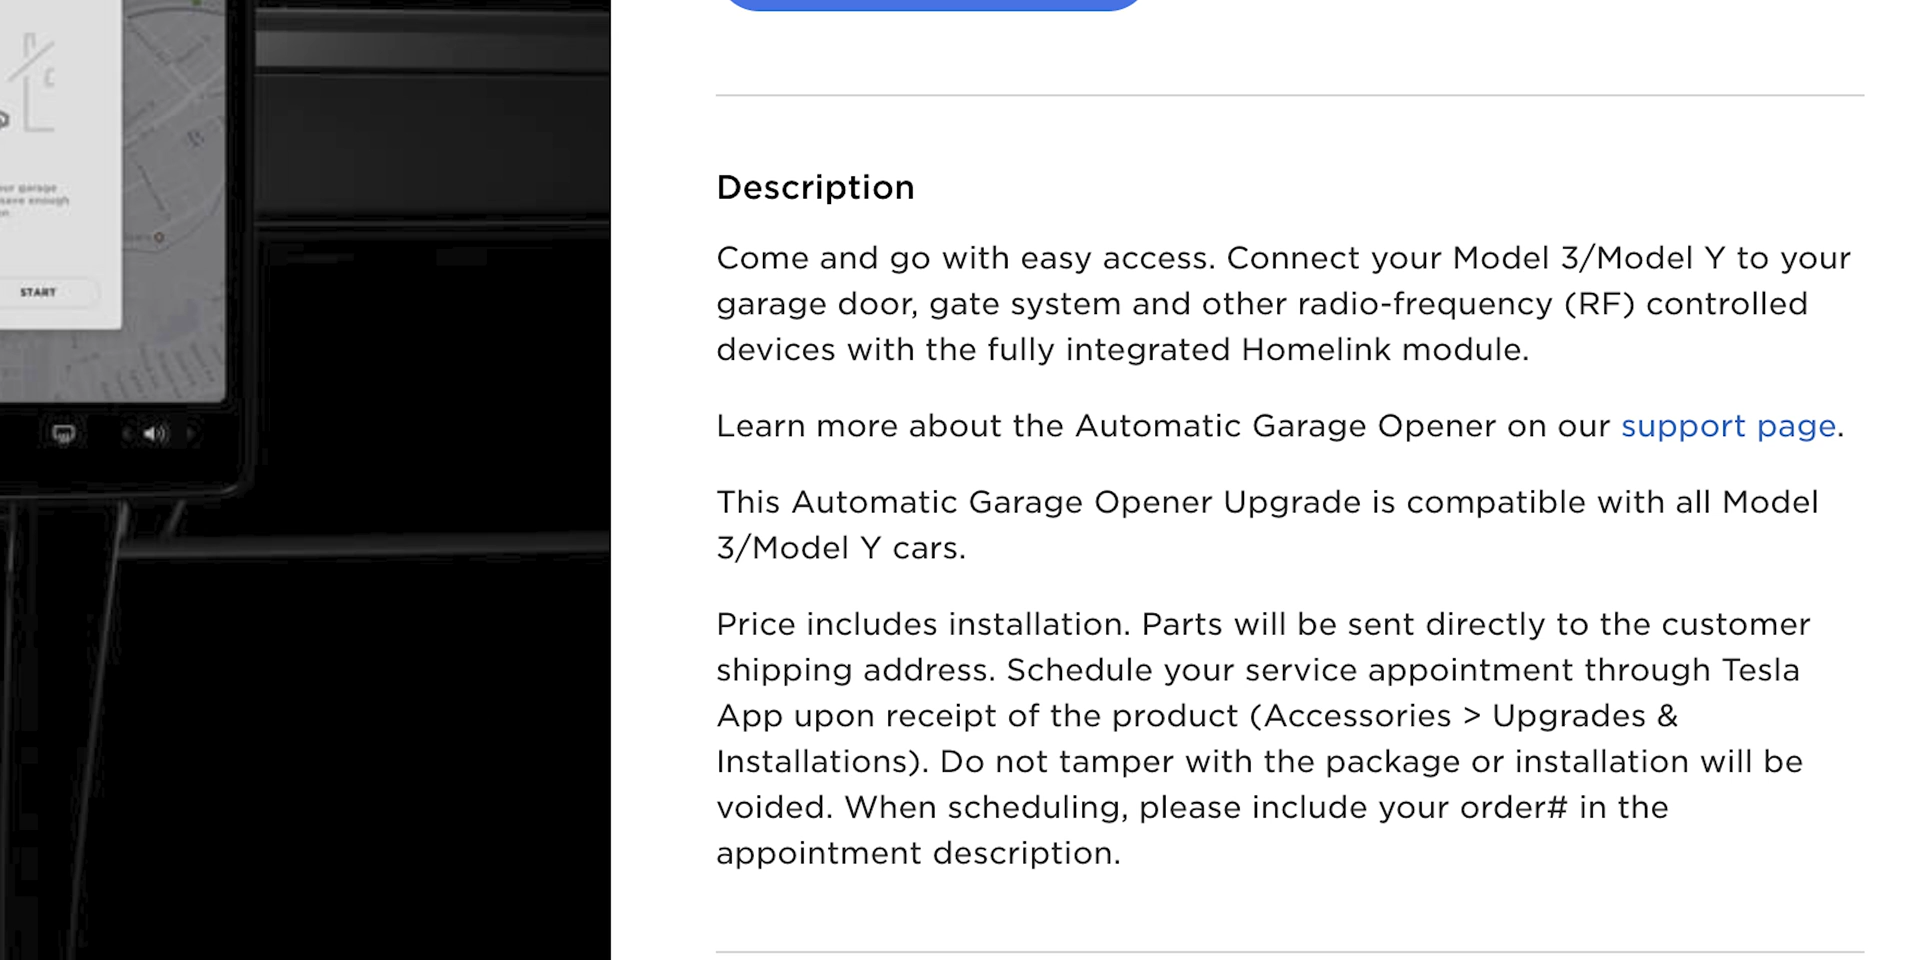 ur garage
save enough
START
Description
Come and go with easy access. Connect your Model 3/Model Y to your
garage door, gate system and other radio-frequency (RF) controlled
devices with the fully integrated Homelink module.
Learn more about the Automatic Garage Opener on our support page.
This Automatic Garage Opener Upgrade is compatible with all Model
3/Model Y cars.
Price includes installation. Parts will be sent directly to the customer
shipping address. Schedule your service appointment through Tesla
App upon receipt of the product (Accessories > Upgrades &
Installations). Do not tamper with the package or installation will be
voided. When scheduling, please include your order# in the
appointment description.